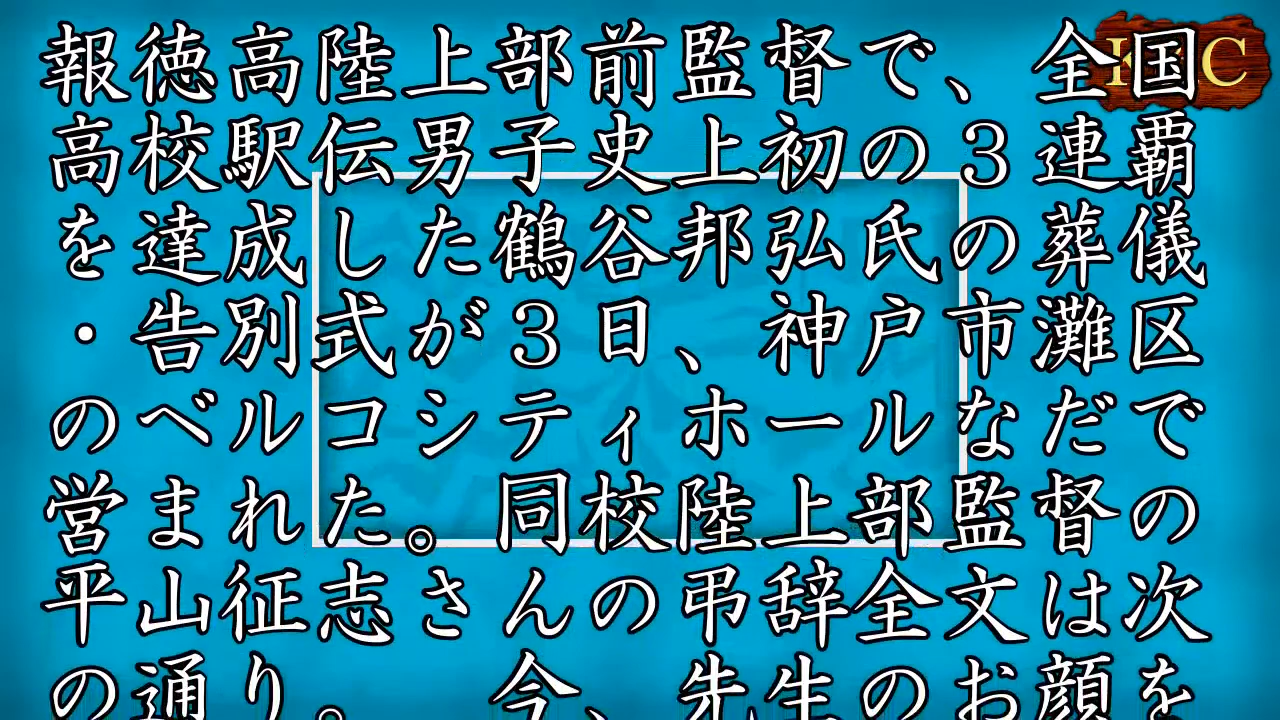 報徳高陸上部前監督で、全国
高校駅伝男子史上初の３連覇
を達成した鶴谷邦弘氏の葬儀
・告別式が３日、神戸市灘区
のベルコシティホールなだで
営まれた。同校陸上部監督の
平山征志さんの弔辞全文は次
の通り。　今、先生のお顔を